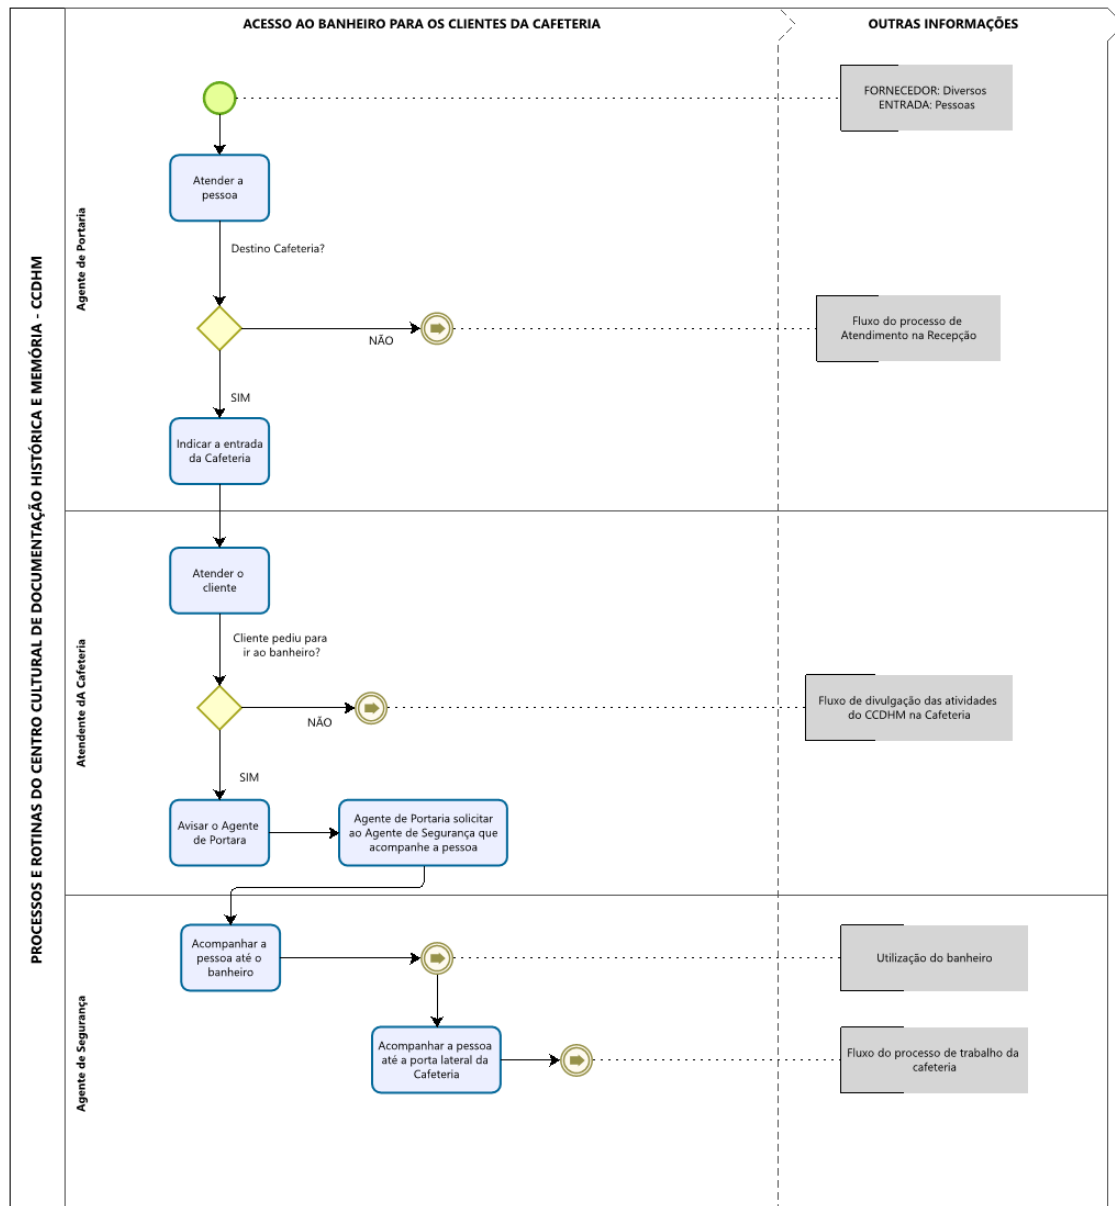 PROCESSOS E ROTINAS DO CENTRO CULTURAL DE DOCUMENTAÇÃO HISTÓRICA E MEMÓRIA - CCDHM
ACESSO AO BANHEIRO PARA OS CLIENTES DA CAFETERIA
OUTRAS INFORMAÇÕES
Agente de Portaria
FORNECEDOR: Diversos
ENTRADA: Pessoas
Atender a
pessoa
Destino Cafeteria?
NÃO
Fluxo do processo de
Atendimento na Recepção
SIM
Indicar a entrada
da Cafeteria
Atendente dA Cafeteria
Atender o
cliente
Cliente pediu para
ir ao banheiro?
NÃO
Fluxo de divulgação das atividades
do CCDHM na Cafeteria
SIM
Avisar o Agente
de Portara
Agente de Portaria solicitar
ao Agente de Segurança que
acompanhe a pessoa
Agente de Segurança
Acompanhar a
pessoa até o
banheiro
Utilização do banheiro
Acompanhar a pessoa
até a porta lateral da
Cafeteria
Fluxo do processo de trabalho da
cafeteria